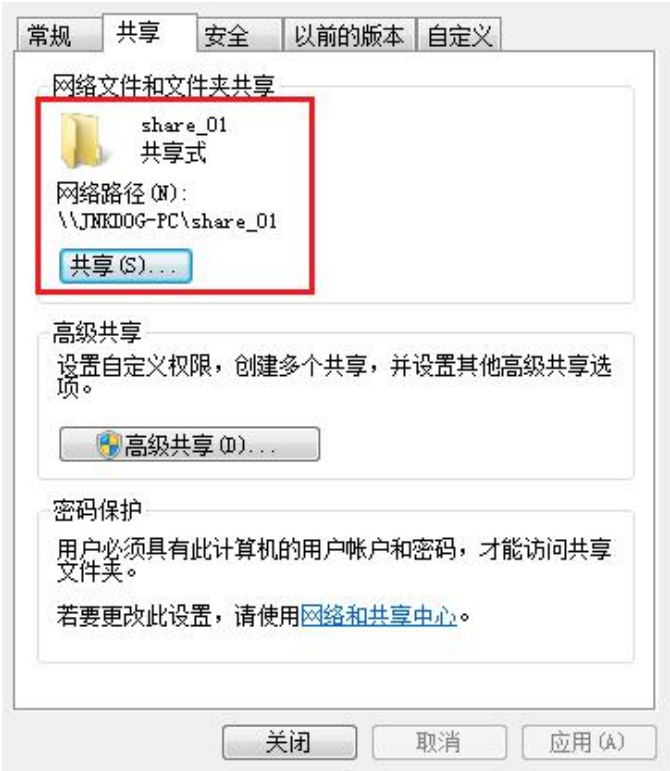 常规 共享 安全 以前的版本 自定义
网络文件和文件夹共享
share_01
共享式
网络路径(N):
\\JNKDOG-PC\share_01
共享(S)...
高级共享
设置自定义权限，创建多个共享，并设置其他高级共享选
项。
高级共享(D)...
密码保护
用户必须具有此计算机的用户帐户和密码，才能访问共享
文件夹。
若要更改此设置，请使用网络和共享中心。
关闭 取消 应用(A)